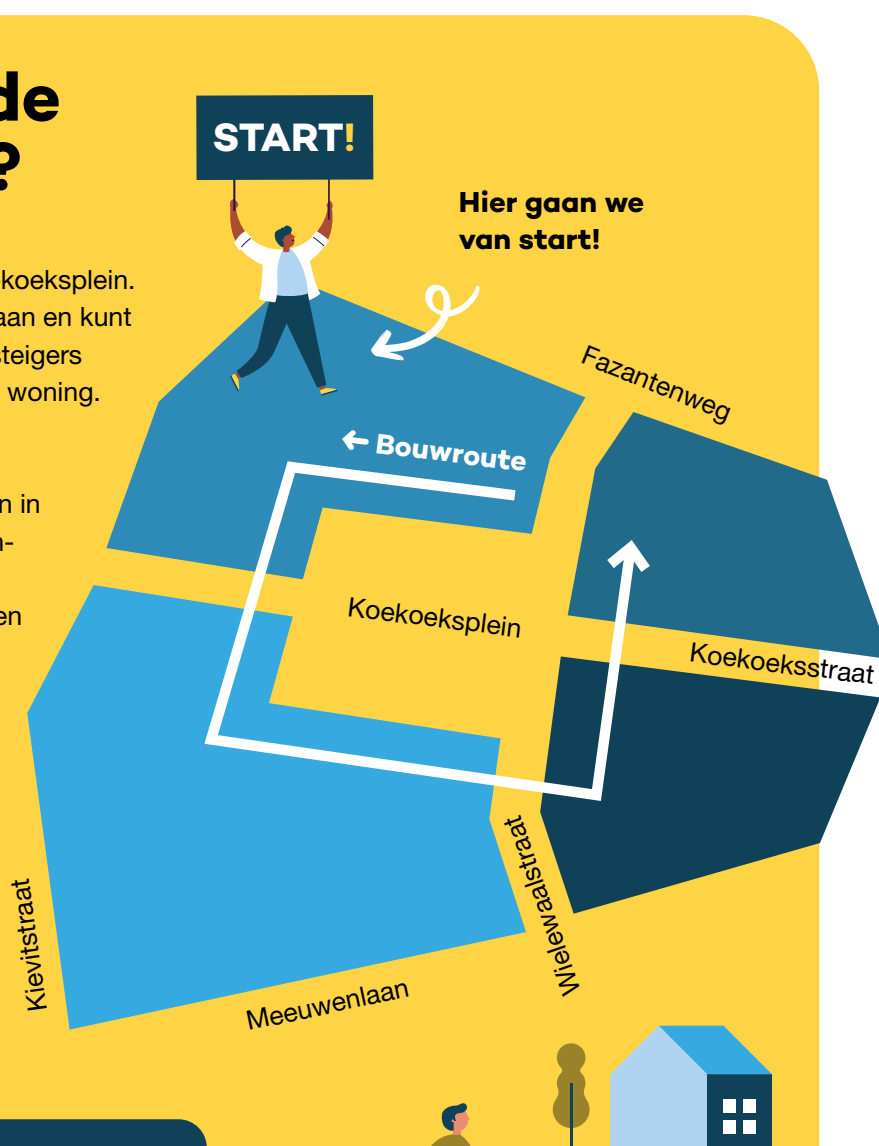 de
?
START!
Hier gaan we
van start!
koeksplein.
aan en kunt
steigers
woning.
n in
n-
en
Fazantenweg
← Bouwroute
Koekoeksplein
Koekoeksstraat
Wielewaalstraat
Kievitstraat
Meeuwenlaan